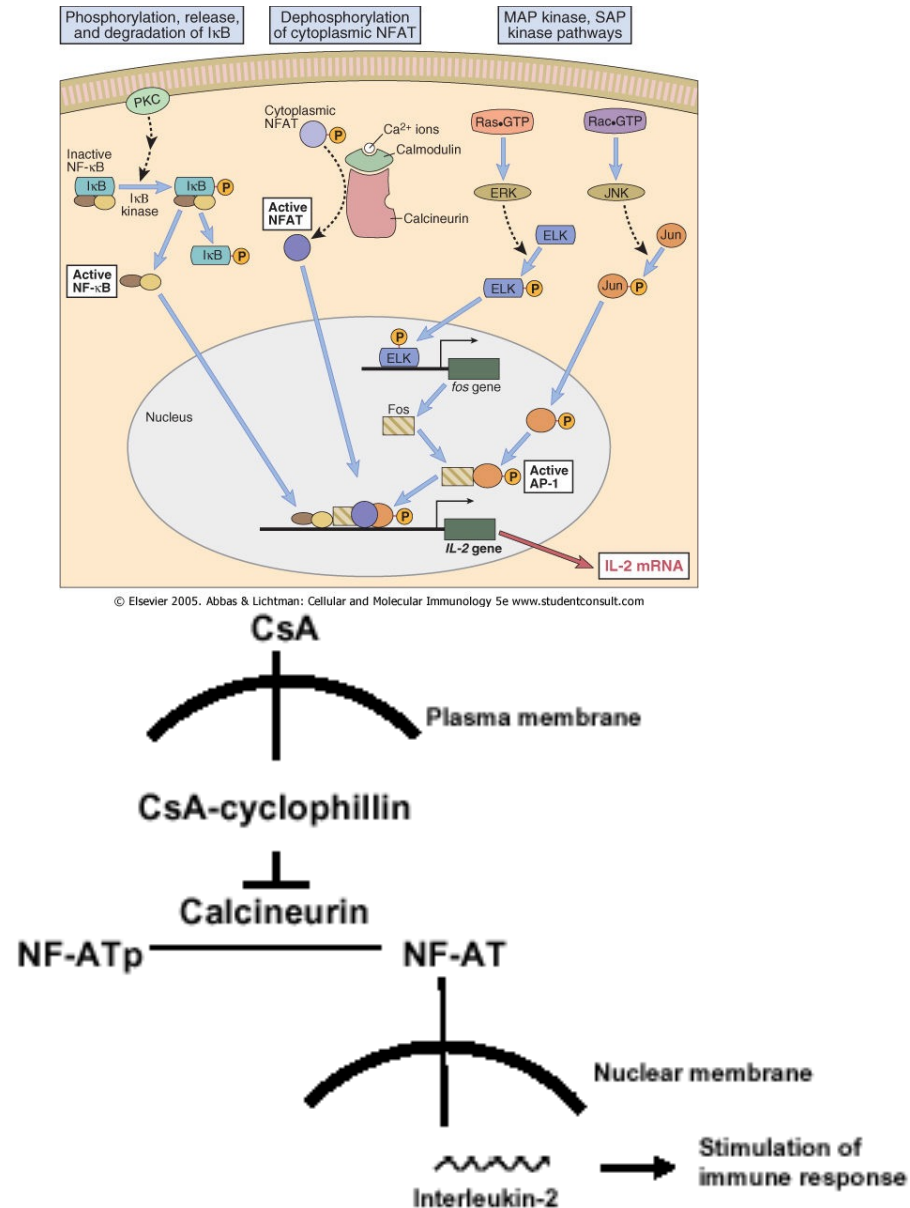 Phosphorylation, release,
and degradation of IκB
Dephosphorylation
of cytoplasmic NFAT
MAP kinase, SAP
kinase pathways
PKC
Cytoplasmic
NFAT
P
Ca2+ ions
Calmodulin
Calcineurin
Ras•GTP
Rac•GTP
Inactive
NF-κB
IκB
IκB
kinase
IκB
P
IκB
P
Active
NFAT
ERK
JNK
ELK
Jun
ELK
P
Jun
P
Active
NF-κB
P
ELK
fos gene
Nucleus
Fos
P
P
Active
AP-1
P
IL-2 gene
IL-2 mRNA
© Elsevier 2005. Abbas & Lichtman: Cellular and Molecular Immunology 5e www.studentconsult.com
CsA
Plasma membrane
CsA-cyclophillin
Calcineurin
NF-ATp
NF-AT
Nuclear membrane
Interleukin-2
Stimulation of
immune response